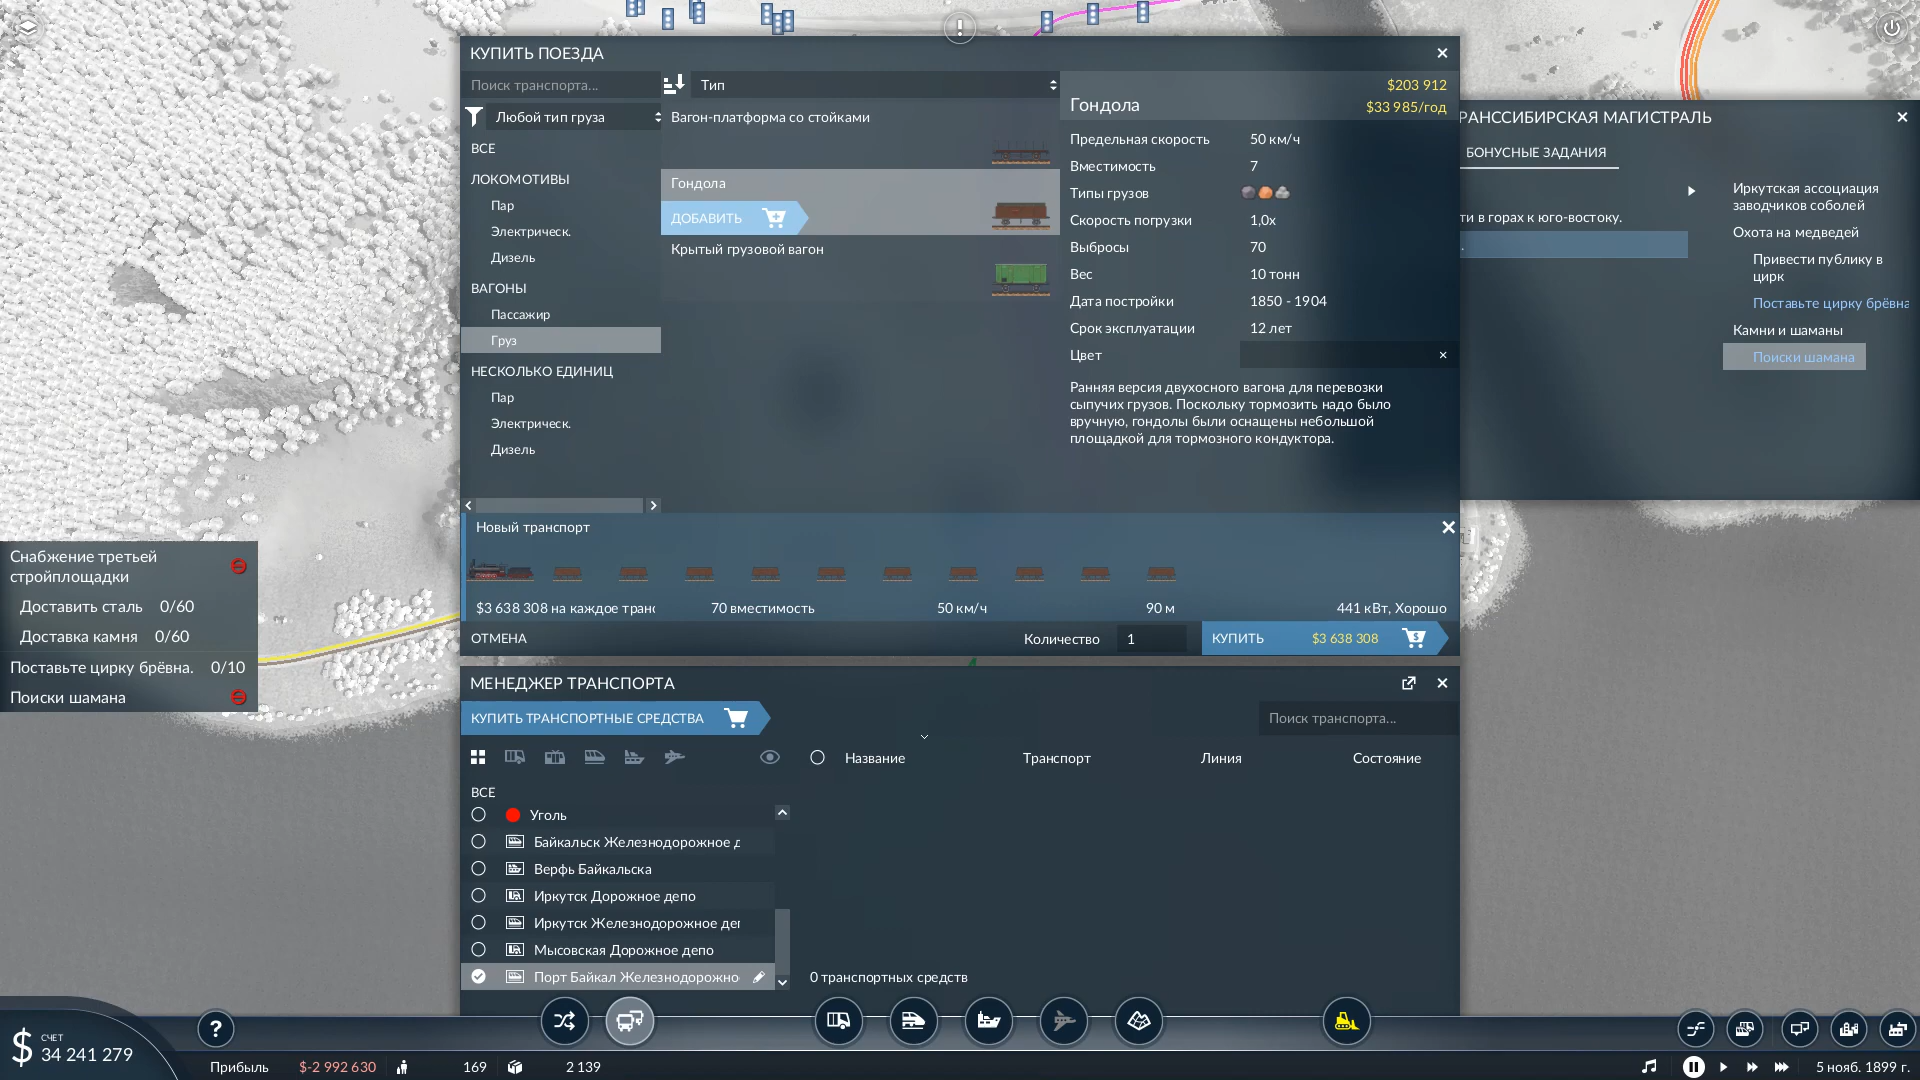 КУПИТЬ ПОЕЗДА
Поиск транспорта...
Тип
Любой тип груза
ВСЕ
ЛОКОМОТИВЫ
Пар
Электрическ.
Дизель
ВАГОНЫ
Пассажир
Груз
НЕСКОЛЬКО ЕДИНИЦ
Пар
Электрическ.
Дизель
Вагон-платформа со стойками
Гондола
ДОБАВИТЬ
Крытый грузовой вагон
$203 912
Гондола
$33 985/год
Предельная скорость 50 км/ч
Вместимость 7
Типы грузов
Скорость погрузки 1,0x
Выбросы 70
Вес 10 тонн
Дата постройки 1850 - 1904
Срок эксплуатации 12 лет
Цвет
Ранняя версия двухосного вагона для перевозки
сыпучих грузов. Поскольку тормозить надо было
вручную, гондолы были оснащены небольшой
площадкой для тормозного кондуктора.
Новый транспорт
$3 638 308 на каждое транс 70 вместимость 50 км/ч 90 м 441 кВт, Хорошо
ОТМЕНА Количество 1 КУПИТЬ $3 638 308
РАНССИБИРСКАЯ МАГИСТРАЛЬ
БОНУСНЫЕ ЗАДАНИЯ
ти в горах к юго-востоку.
Иркутская ассоциация
заводчиков соболей
Охота на медведей
Привести публику в
цирк
Поставьте цирку брёвна
Камни и шаманы
Поиски шамана
Снабжение третьей
стройплощадки
Доставить сталь 0/60
Доставка камня 0/60
Поставьте цирку брёвна. 0/10
Поиски шамана
МЕНЕДЖЕР ТРАНСПОРТА
КУПИТЬ ТРАНСПОРТНЫЕ СРЕДСТВА
Поиск транспорта...
Название Транспорт Линия Состояние
ВСЕ
Уголь
Байкальск Железнодорожное д
Верфь Байкальска
Иркутск Дорожное депо
Иркутск Железнодорожное деп
Мысовская Дорожное депо
Порт Байкал Железнодорожно
0 транспортных средств
?
$ СЧЕТ
34 241 279
Прибыль $-2 992 630 169 2 139
5 нояб. 1899 г.